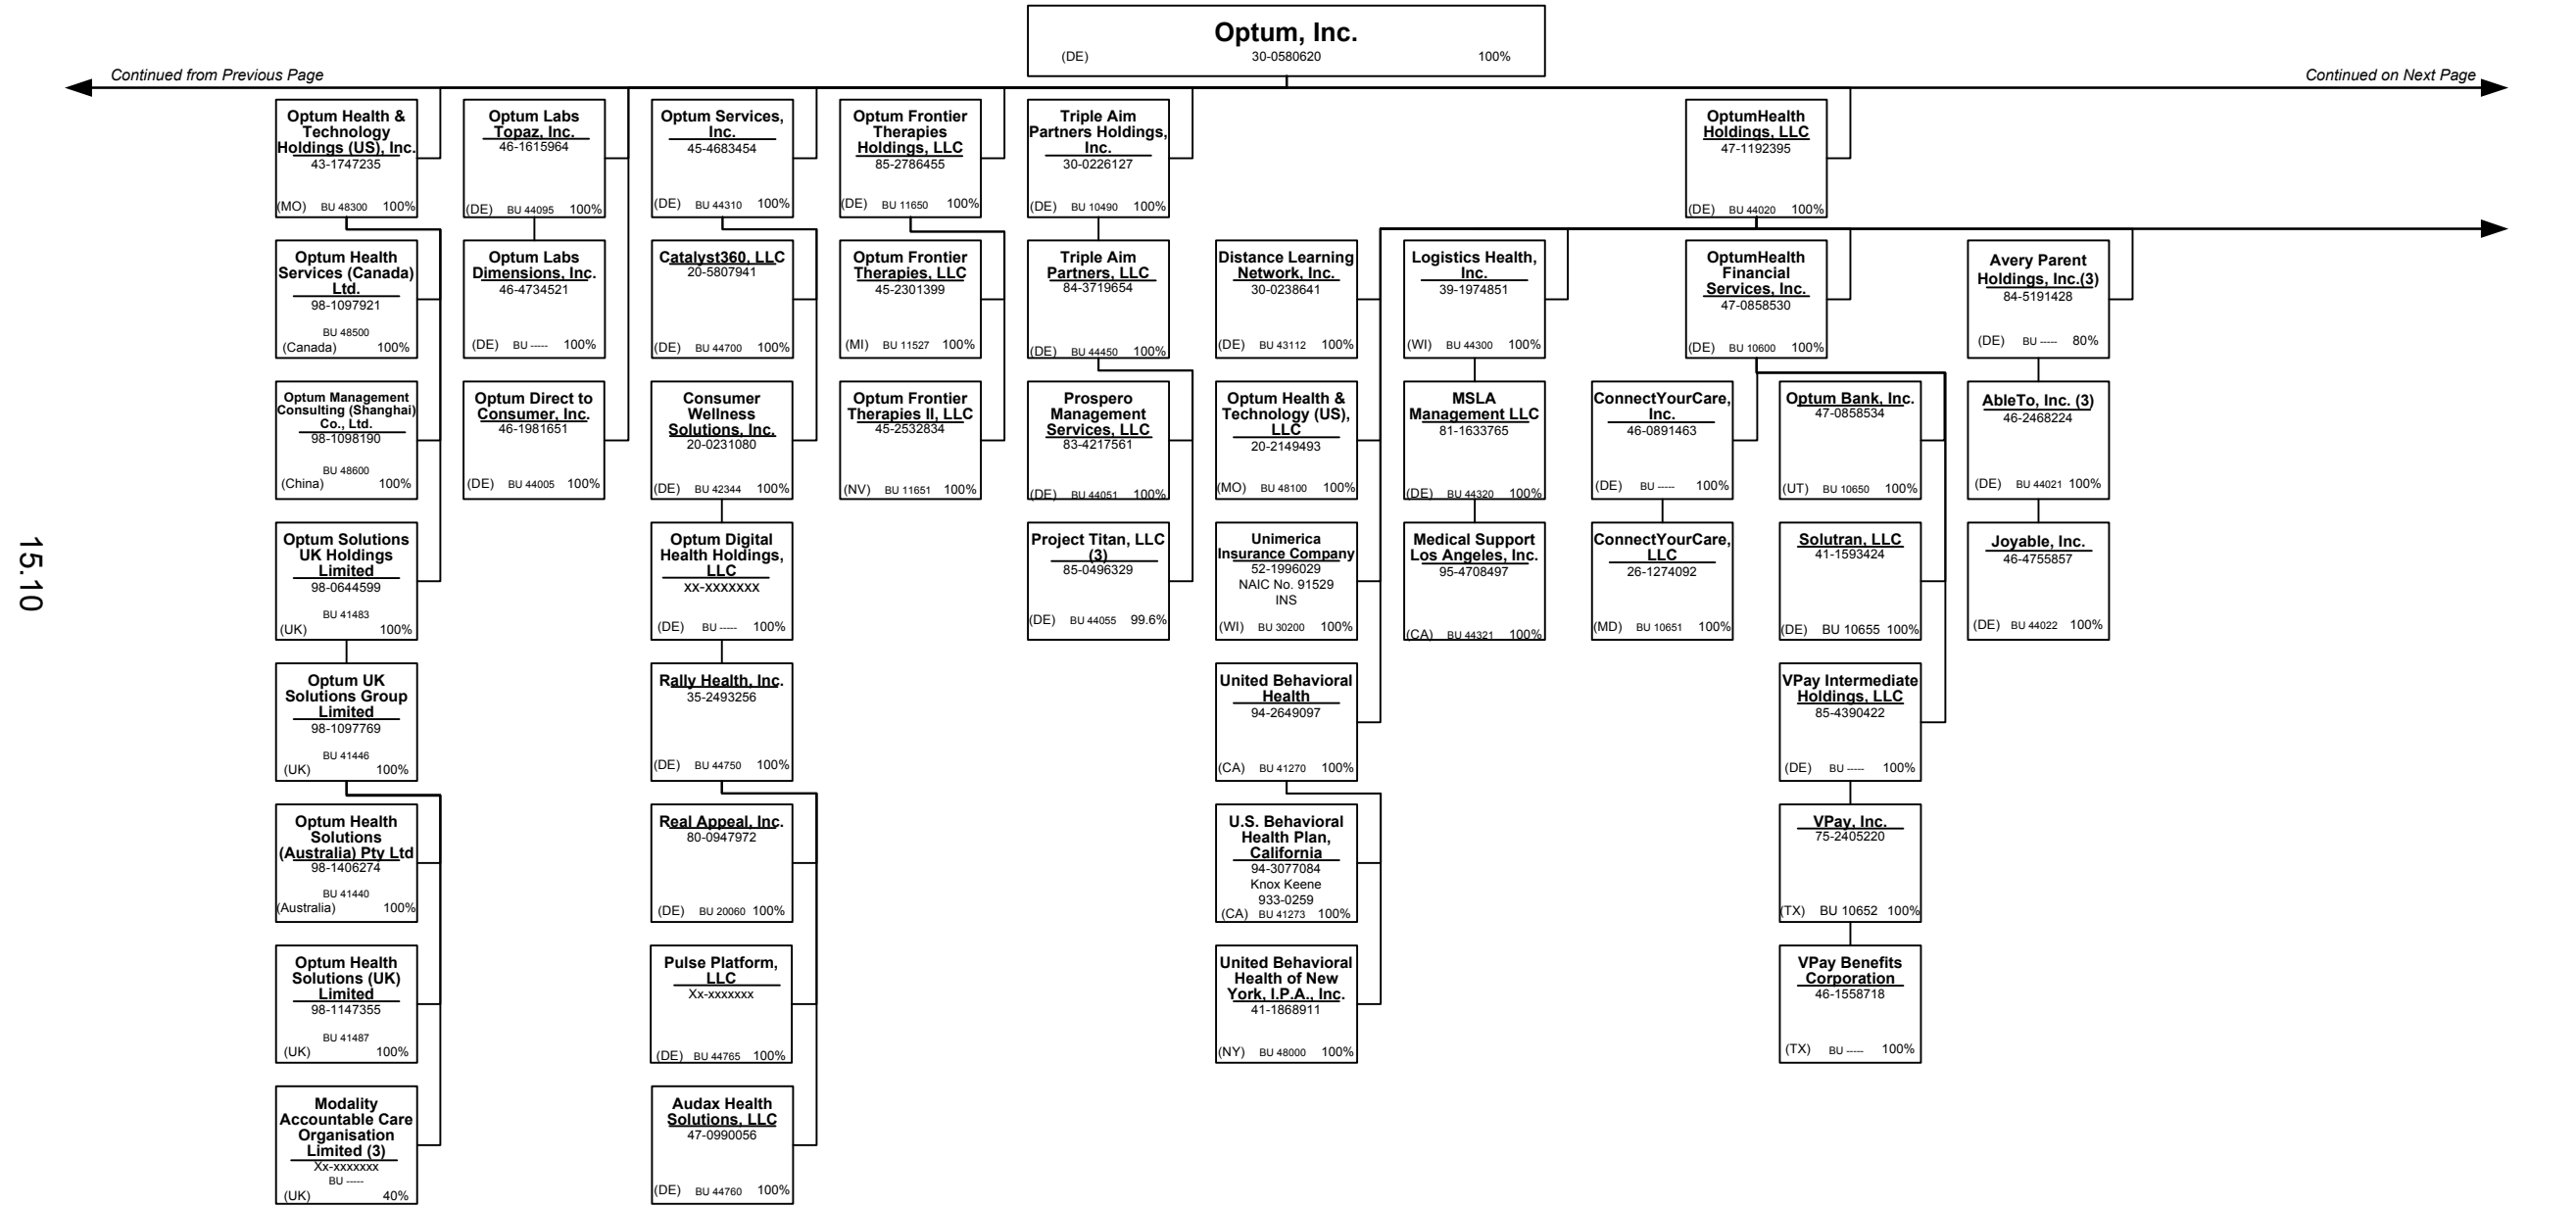 Optum, Inc.
(DE) 30-0580620 100%
Continued from Previous Page
Continued on Next Page
Optum Health &
Technology
Holdings (US), Inc.
43-1747235
(MO) BU 48300 100%
Optum Labs
Topaz, Inc.
46-1615964
(DE) BU 44095 100%
Optum Services,
Inc.
45-4683454
(DE) BU 44310 100%
Optum Frontier
Therapies
Holdings, LLC
85-2786455
(DE) BU 11650 100%
Triple Aim
Partners Holdings,
Inc.
30-0226127
(DE) BU 10490 100%
OptumHealth
Holdings, LLC
47-1192395
(DE) BU 44020 100%
Optum Health
Services (Canada)
Ltd.
98-1097921
BU 48500
(Canada) 100%
Optum Labs
Dimensions, Inc.
46-4734521
(DE) BU ----- 100%
Catalyst360, LLC
20-5807941
(DE) BU 44700 100%
Optum Frontier
Therapies, LLC
45-2301399
(MI) BU 11527 100%
Triple Aim
Partners, LLC
84-3719654
(DE) BU 44450 100%
Distance Learning
Network, Inc.
30-0238641
(DE) BU 43112 100%
Logistics Health,
Inc.
39-1974851
(WI) BU 44300 100%
OptumHealth
Financial
Services, Inc.
47-0858530
(DE) BU 10600 100%
Avery Parent
Holdings, Inc.(3)
84-5191428
(DE) BU ----- 80%
Optum Management
Consulting (Shanghai)
Co., Ltd.
98-1098190
BU 48600
(China) 100%
Optum Direct to
Consumer, Inc.
46-1981651
(DE) BU 44005 100%
Consumer
Wellness
Solutions, Inc.
20-0231080
(DE) BU 42344 100%
Optum Frontier
Therapies II, LLC
45-2532834
(NV) BU 11651 100%
Prospero
Management
Services, LLC
83-4217561
(DE) BU 44051 100%
Optum Health &
Technology (US),
LLC
20-2149493
(MO) BU 48100 100%
MSLA
Management LLC
81-1633765
(DE) BU 44320 100%
ConnectYourCare,
Inc.
46-0891463
(DE) BU ----- 100%
Optum Bank, Inc.
47-0858534
(UT) BU 10650 100%
AbleTo, Inc. (3)
46-2468224
(DE) BU 44021 100%
15.10
Optum Solutions
UK Holdings
Limited
98-0644599
BU 41483
(UK) 100%
Optum Digital
Health Holdings,
LLC
xx-xxxxxxx
(DE) BU ----- 100%
Project Titan, LLC
(3)
85-0496329
(DE) BU 44055 99.6%
Unimerica
Insurance Company
52-1996029
NAIC No. 91529
INS
(WI) BU 30200 100%
Medical Support
Los Angeles, Inc.
95-4708497
(CA) BU 44321 100%
ConnectYourCare,
LLC
26-1274092
(MD) BU 10651 100%
Solutran, LLC
41-1593424
(DE) BU 10655 100%
Joyable, Inc.
46-4755857
(DE) BU 44022 100%
Optum UK
Solutions Group
Limited
98-1097769
BU 41446
(UK) 100%
Rally Health, Inc.
35-2493256
(DE) BU 44750 100%
United Behavioral
Health
94-2649097
(CA) BU 41270 100%
VPay Intermediate
Holdings, LLC
85-4390422
(DE) BU ----- 100%
Optum Health
Solutions
(Australia) Pty Ltd
98-1406274
BU 41440
(Australia) 100%
Real Appeal, Inc.
80-0947972
(DE) BU 20060 100%
U.S. Behavioral
Health Plan,
California
94-3077084
Knox Keene
933-0259
(CA) BU 41273 100%
VPay, Inc.
75-2405220
(TX) BU 10652 100%
Optum Health
Solutions (UK)
Limited
98-1147355
BU 41487
(UK) 100%
Pulse Platform,
LLC
Xx-xxxxxxx
(DE) BU 44765 100%
United Behavioral
Health of New
York, I.P.A., Inc.
41-1868911
(NY) BU 48000 100%
VPay Benefits
Corporation
46-1558718
(TX) BU ----- 100%
Modality
Accountable Care
Organisation
Limited (3)
Xx-xxxxxxx
BU -----
(UK) 40%
Audax Health
Solutions, LLC
47-0990056
(DE) BU 44760 100%